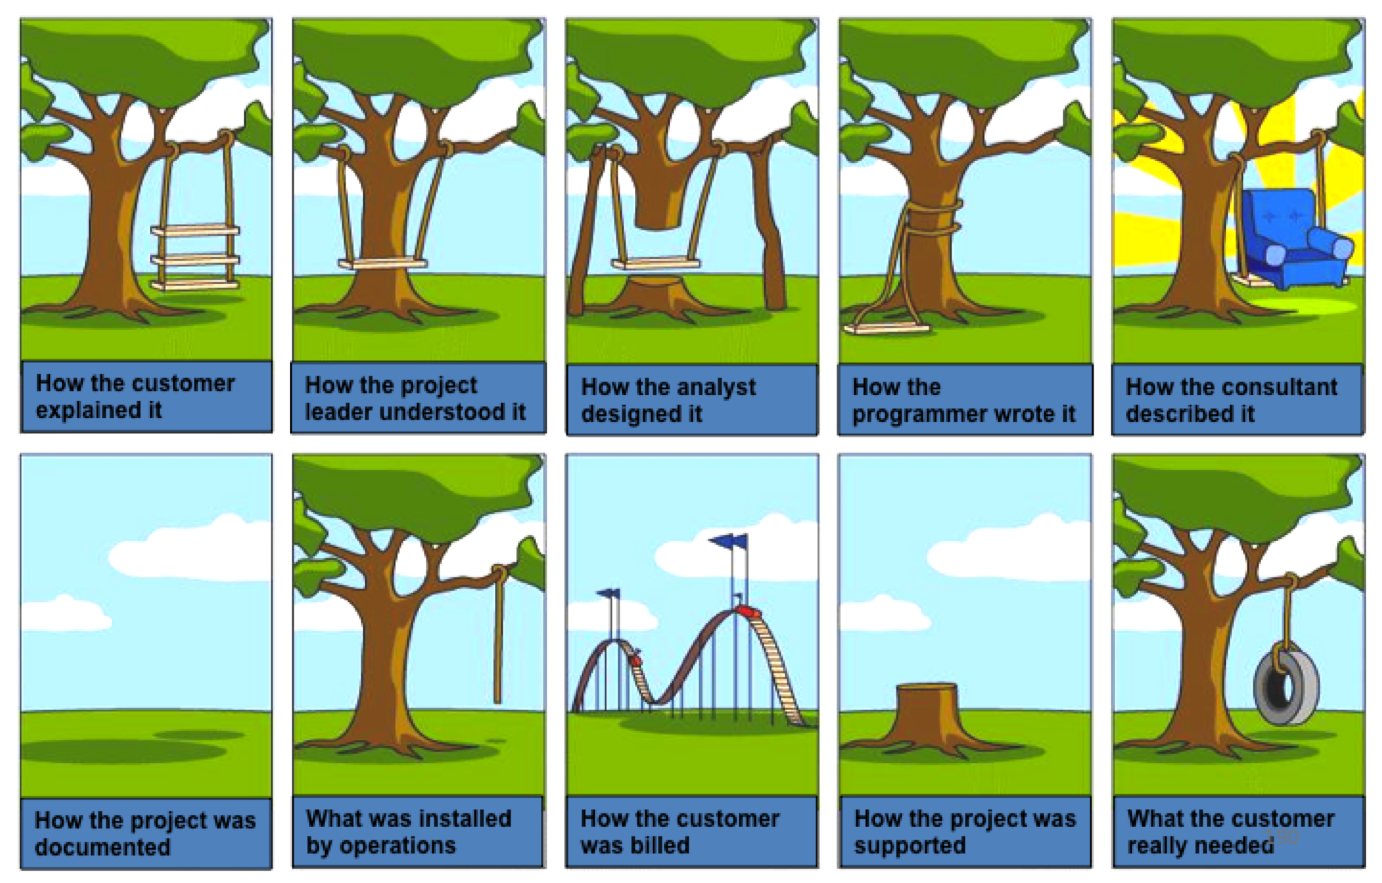 How the customer
explained it
How the project
leader understood it
How the analyst
designed it
How the
programmer wrote it
How the consultant
described it
How the project was
documented
What was installed
by operations
How the customer
was billed
How the project was
supported
What the customer
really needed